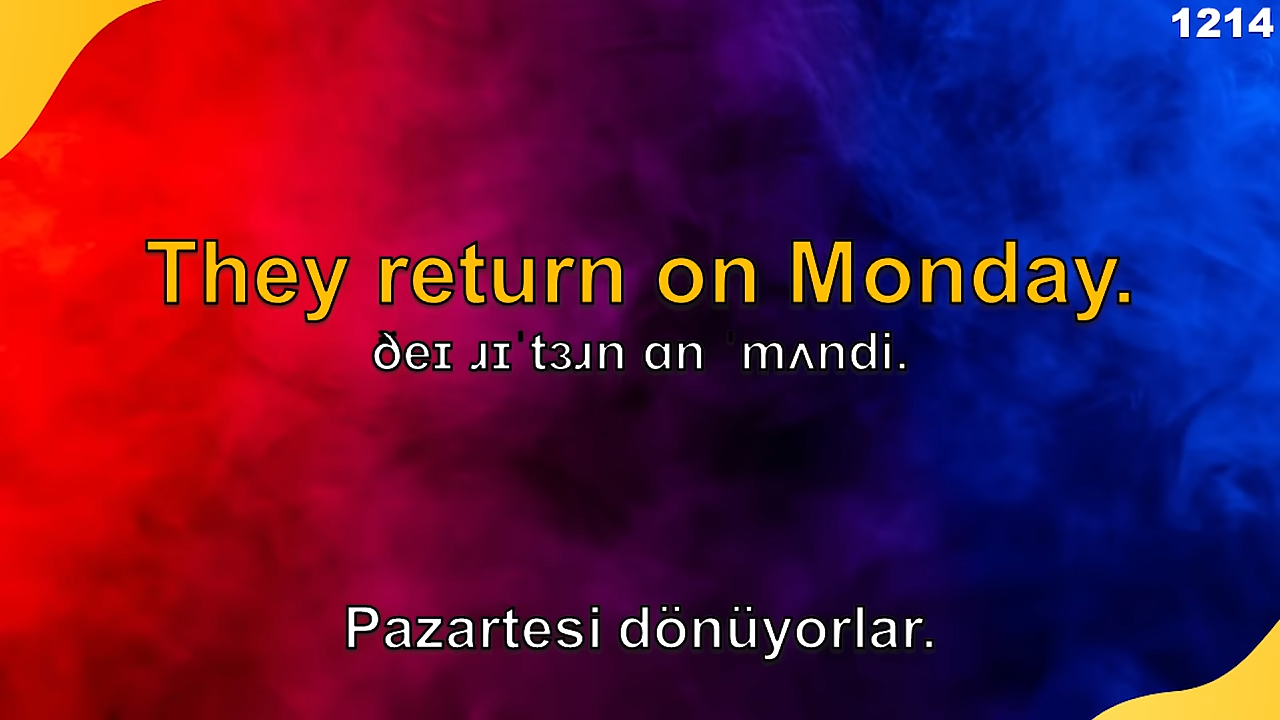 1214
They return on Monday.
ðeɪ ɹɪˈtɜɹn ɑn ˈmʌndi.
Pazartesi dönüyorlar.